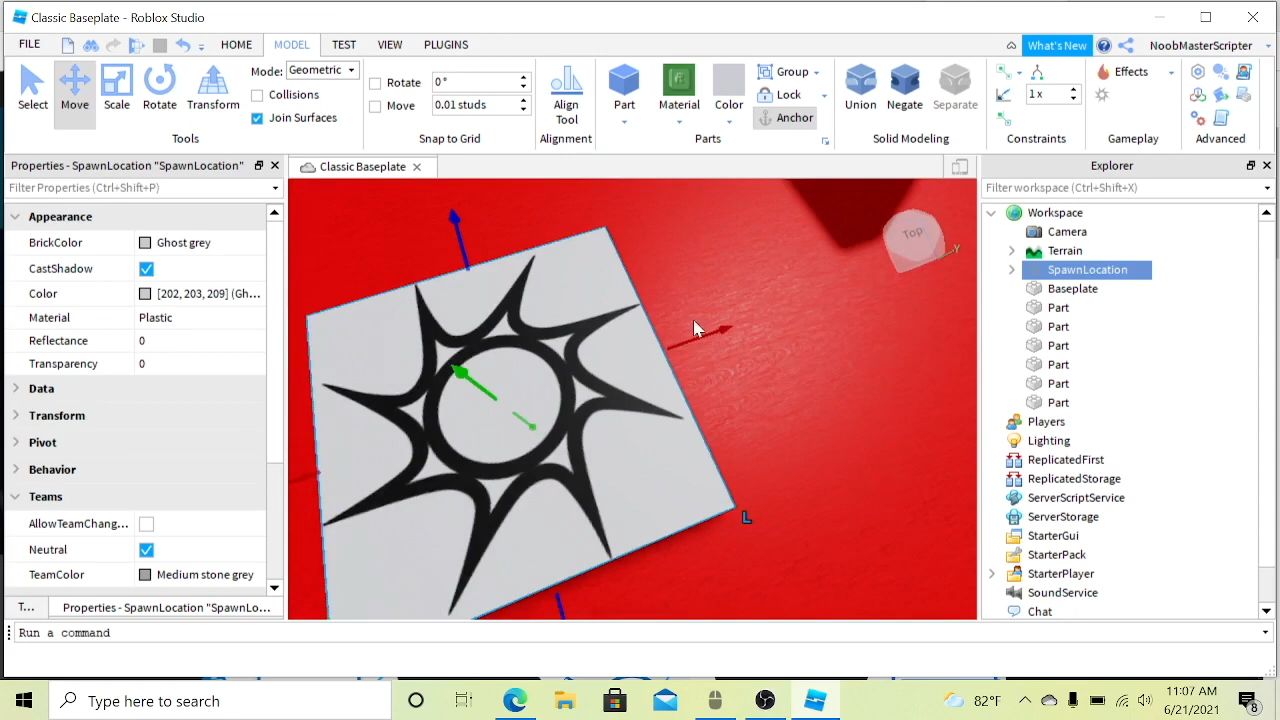 Classic Baseplate - Roblox Studio
FILE HOME MODEL TEST VIEW PLUGINS What's New NoobMasterScripter
Select Move Scale Rotate Transform
Mode: Geometric
Collisions
Join Surfaces
Tools
Rotate 0°
Move 0.01 studs
Snap to Grid
Align
Tool
Alignment
Part Material Color
Group
Lock
Anchor
Parts
Union Negate Separate
Solid Modeling
1 x
Constraints
Effects
Gameplay
Advanced
Properties - SpawnLocation "SpawnLocation"
Filter Properties (Ctrl+Shift+P)
Appearance
BrickColor Ghost grey
CastShadow
Color [202, 203, 209] (Gh...
Material Plastic
Reflectance 0
Transparency 0
Data
Transform
Pivot
Behavior
Teams
AllowTeamChang...
Neutral
TeamColor Medium stone grey
T... Properties - SpawnLocation "SpawnLo...
Classic Baseplate
Top
Y
L
Explorer
Filter workspace (Ctrl+Shift+X)
Workspace
Camera
Terrain
SpawnLocation
Baseplate
Part
Part
Part
Part
Part
Part
Players
Lighting
ReplicatedFirst
ReplicatedStorage
ServerScriptService
ServerStorage
StarterGui
StarterPack
StarterPlayer
SoundService
Chat
Run a command
Type here to search
82°F
11:07 AM
6/21/2021
8